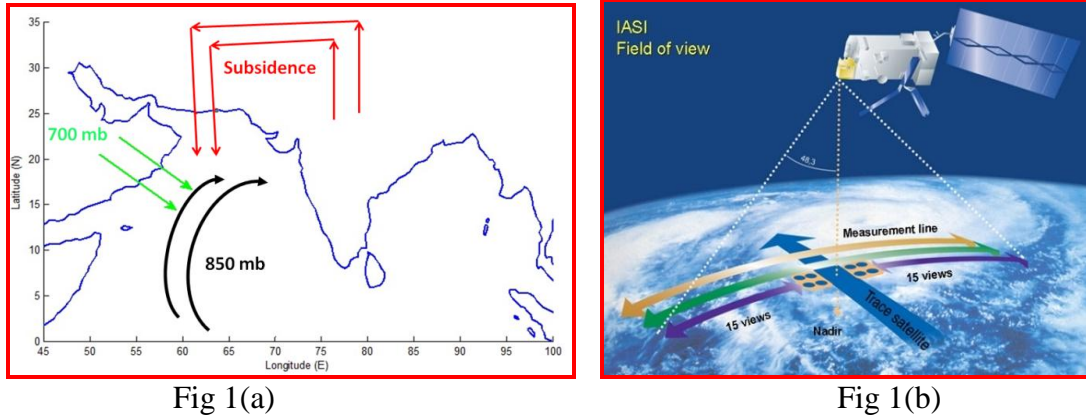 35
30
25
20
15
10
5
0
45
50
55
60
65
70
75
80
85
90
95
100
Latitude (N)
Longitude (E)
Subsidence
700 mb
850 mb
Fig 1(a)
IASI
Field of view
48.3
Measurement line
15 views
15 views
Trace satellite
Nadir
Fig 1(b)